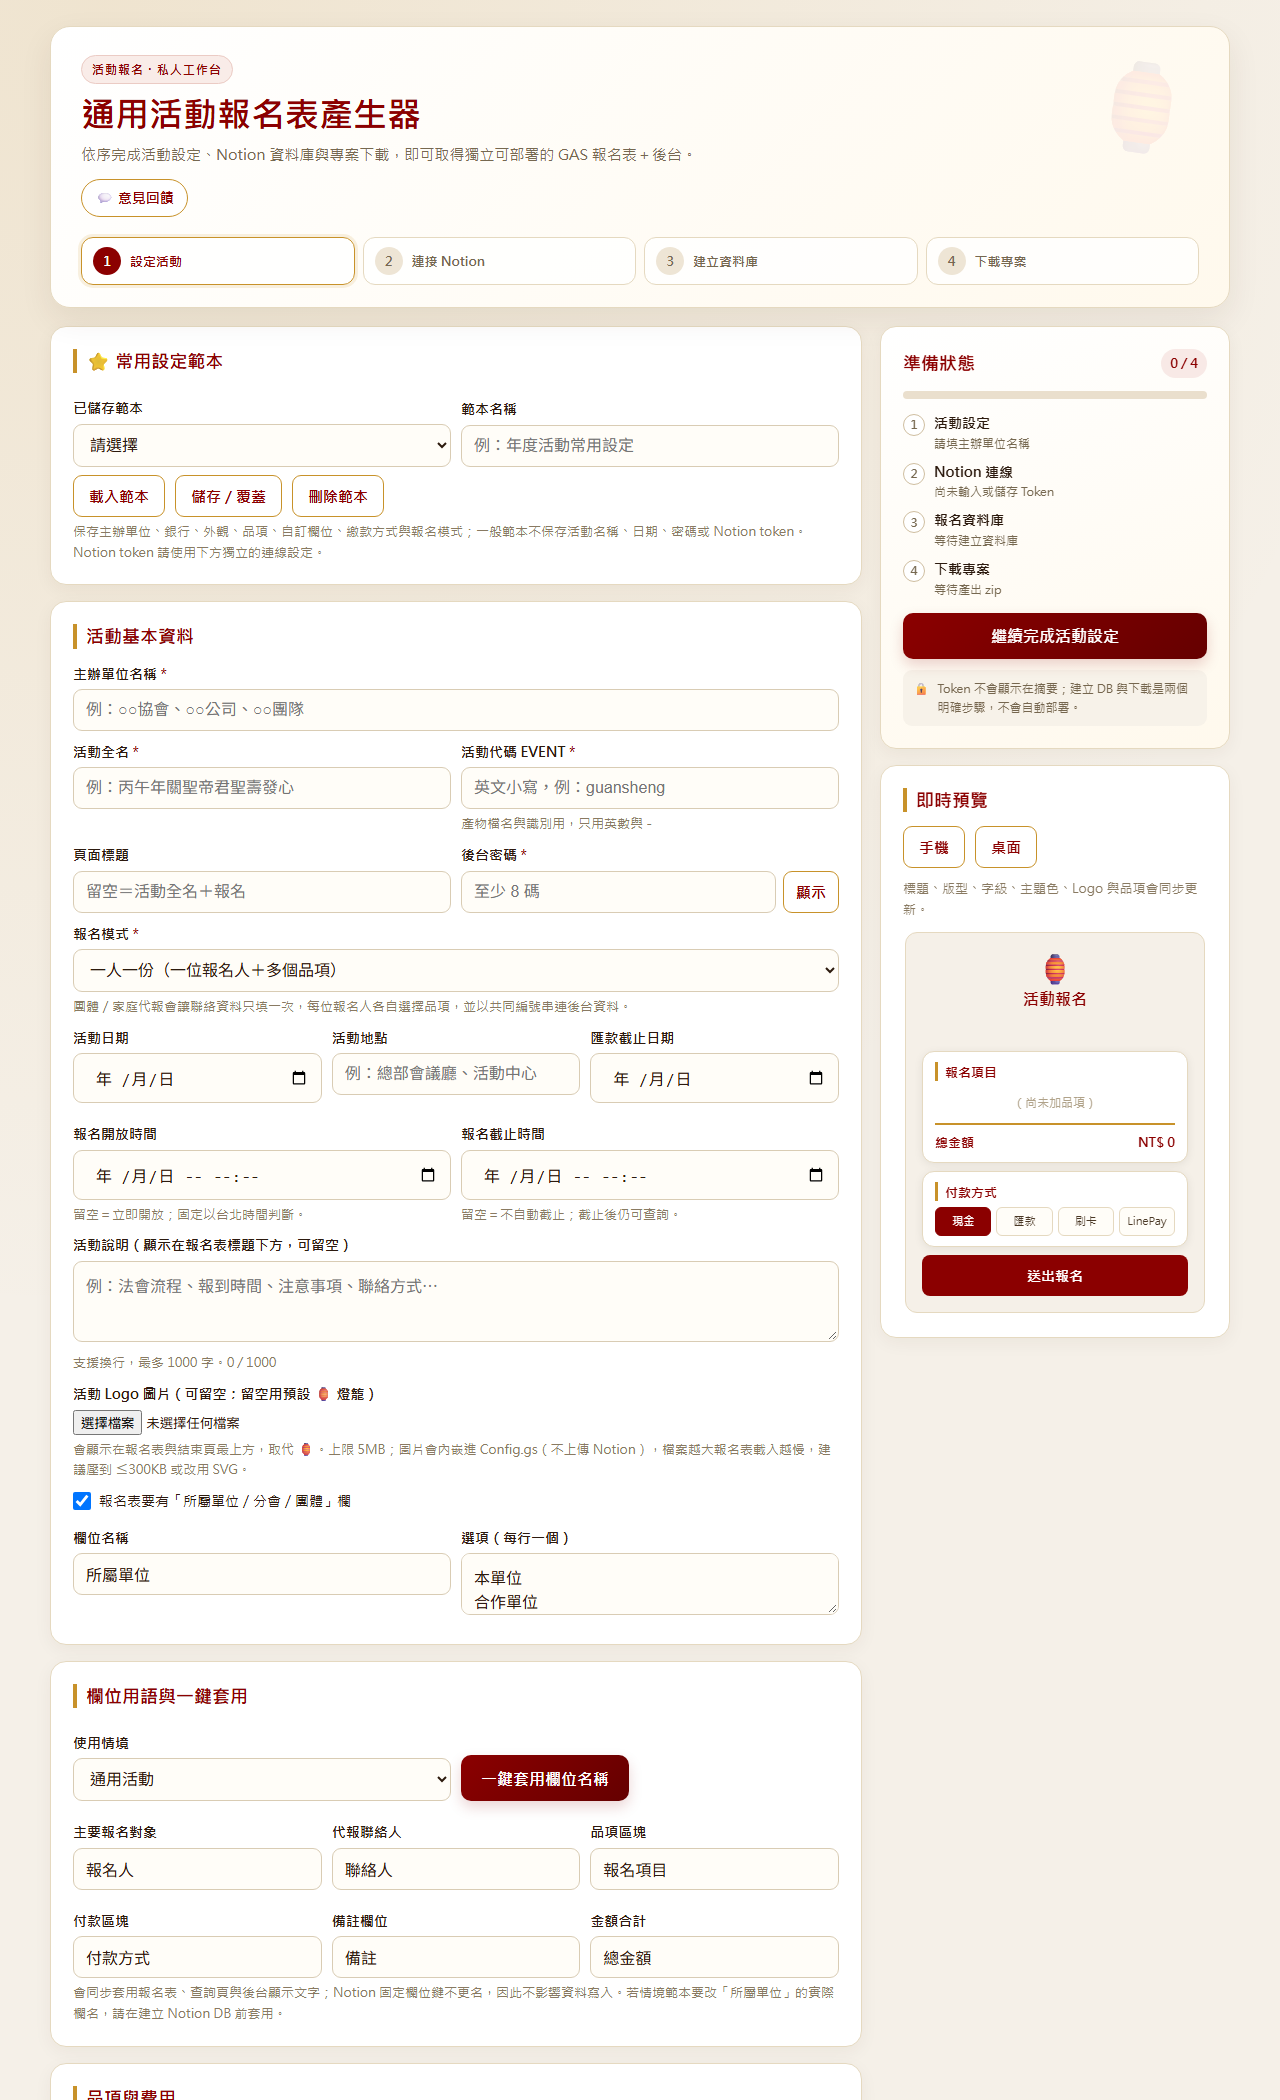 活動報名・私人工作台
通用活動報名表產生器
依序完成活動設定、Notion 資料庫與專案下載，即可取得獨立可部署的 GAS 報名表 + 後台。
意見回饋
1 設定活動
2 連接 Notion
3 建立資料庫
4 下載專案
常用設定範本
已儲存範本
請選擇
範本名稱
例：年度活動常用設定
載入範本
儲存 / 覆蓋
刪除範本
保存主辦單位、銀行、外觀、品項、自訂欄位、繳款方式與報名模式；一般範本不保存活動名稱、日期、密碼或 Notion token。
Notion token 請使用下方獨立的連線設定。
活動基本資料
主辦單位名稱 *
例：○○協會、○○公司、○○團隊
活動全名 *
例：丙午年關聖帝君聖壽發心
活動代碼 EVENT *
英文小寫，例：guansheng
產物檔名與識別用，只用英數與 -
頁面標題
留空＝活動全名＋報名
後台密碼 *
至少 8 碼
顯示
報名模式 *
一人一份（一位報名人＋多個品項）
團體 / 家庭代報會讓聯絡資料只填一次，每位報名人各自選擇品項，並以共同編號串連後台資料。
活動日期
年 /月/日
活動地點
例：總部會議廳、活動中心
匯款截止日期
年 /月/日
報名開放時間
年 /月/日 -- --:--
留空 = 立即開放；固定以台北時間判斷。
報名截止時間
年 /月/日 -- --:--
留空 = 不自動截止；截止後仍可查詢。
活動說明（顯示在報名表標題下方，可留空）
例：法會流程、報到時間、注意事項、聯絡方式…
支援換行，最多 1000 字。0 / 1000
活動 Logo 圖片（可留空；留空用預設 🏮 燈籠）
選擇檔案 未選擇任何檔案
會顯示在報名表與結束頁最上方，取代 🏮。上限 5MB；圖片會內嵌進 Config.gs（不上傳 Notion），檔案越大報名表載入越慢，建
議壓到 ≤300KB 或改用 SVG。
報名表要有「所屬單位 / 分會 / 團體」欄
欄位名稱
所屬單位
選項（每行一個）
本單位
合作單位
欄位用語與一鍵套用
使用情境
通用活動
一鍵套用欄位名稱
主要報名對象
報名人
代報聯絡人
聯絡人
品項區塊
報名項目
付款區塊
付款方式
備註欄位
備註
金額合計
總金額
會同步套用報名表、查詢頁與後台顯示文字；Notion 固定欄位鍵不更名，因此不影響資料寫入。若情境範本要改「所屬單位」的實際
欄名，請在建立 Notion DB 前套用。
品項與費用
準備狀態
0 / 4
1 活動設定
請填主辦單位名稱
2 Notion 連線
尚未輸入或儲存 Token
3 報名資料庫
等待建立資料庫
4 下載專案
等待產出 zip
繼續完成活動設定
Token 不會顯示在摘要；建立 DB 與下載是兩個
明確步驟，不會自動部署。
即時預覽
手機
桌面
標題、版型、字級、主題色、Logo 與品項會同步更
新。
活動報名
報名項目
（尚未加品項）
總金額
NT$ 0
付款方式
現金
匯款
刷卡
LinePay
送出報名